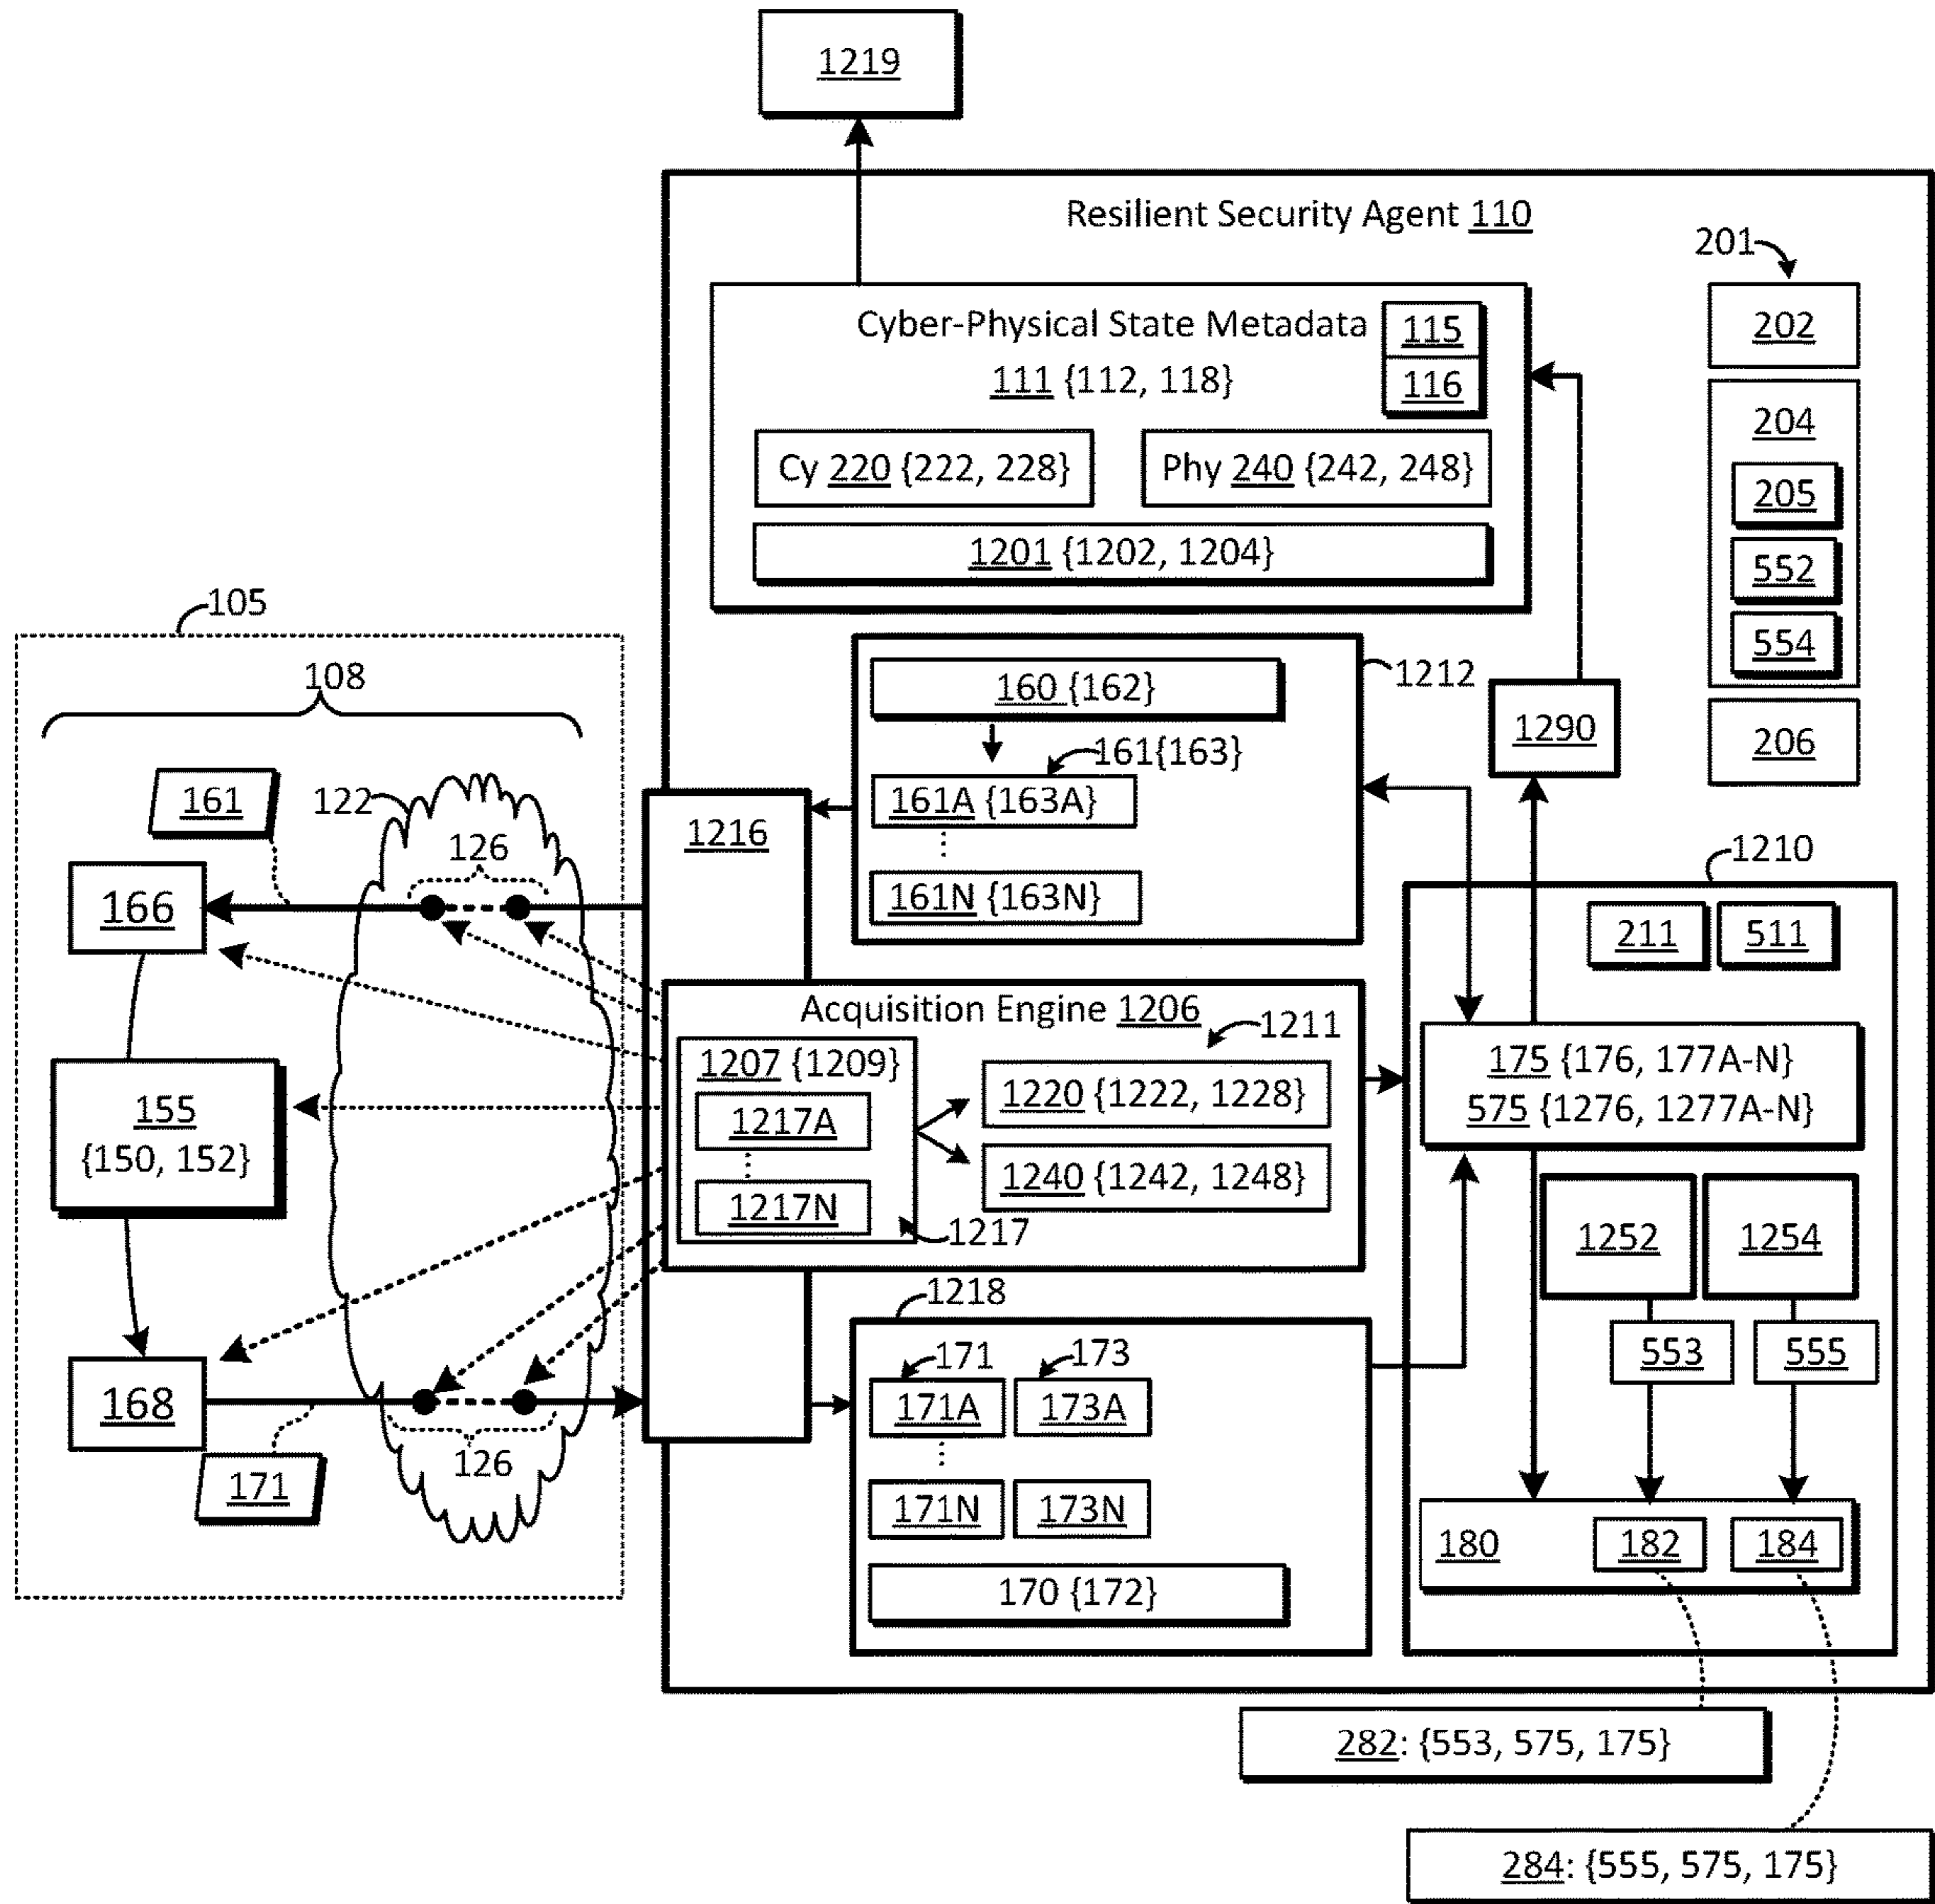 1219
Resilient Security Agent 110
201
Cyber-Physical State Metadata
111 {112, 118}
115
116
Cy 220 {222, 228}
Phy 240 {242, 248}
1201 {1202, 1204}
202
204
205
552
554
206
105
108
122
161
126
166
155
{150, 152}
168
171
126
1216
1212
160 {162}
161{163}
161A {163A}
161N {163N}
1290
Acquisition Engine 1206
1211
1207 {1209}
1217A
1217N
1217
1220 {1222, 1228}
1240 {1242, 1248}
1218
171
173
171A
173A
171N
173N
170 {172}
1210
211
511
175 {176, 177A-N}
575 {1276, 1277A-N}
1252
1254
553
555
180
182
184
282: {553, 575, 175}
284: {555, 575, 175}